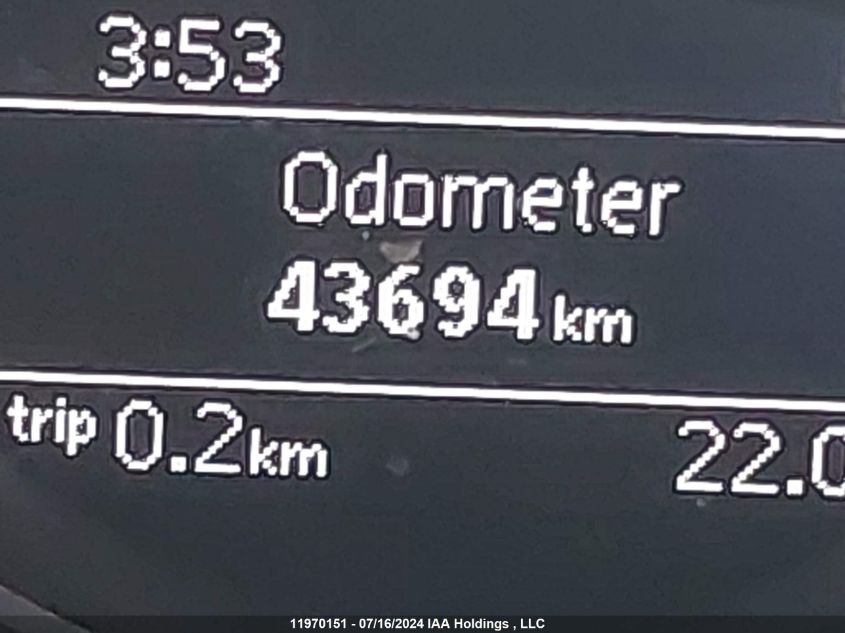 3:53
Odometer
43694 km
trip 0.2 km 22.0
11970151 - 07/16/2024 IAA Holdings , LLC